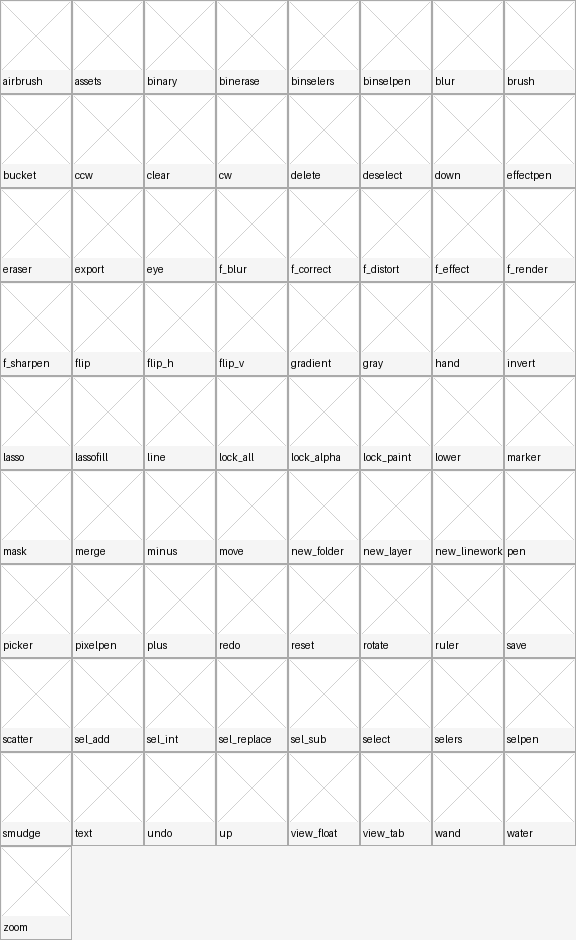 airbrush assets binary binerase binselers binselpen blur brush
bucket ccw clear cw delete deselect down effectpen
eraser export eye f_blur f_correct f_distort f_effect f_render
f_sharpen flip flip_h flip_v gradient gray hand invert
lasso lassofill line lock_all lock_alpha lock_paint lower marker
mask merge minus move new_folder new_layer new_linework pen
picker pixelpen plus redo reset rotate ruler save
scatter sel_add sel_int sel_replace sel_sub select selers selpen
smudge text undo up view_float view_tab wand water
zoom